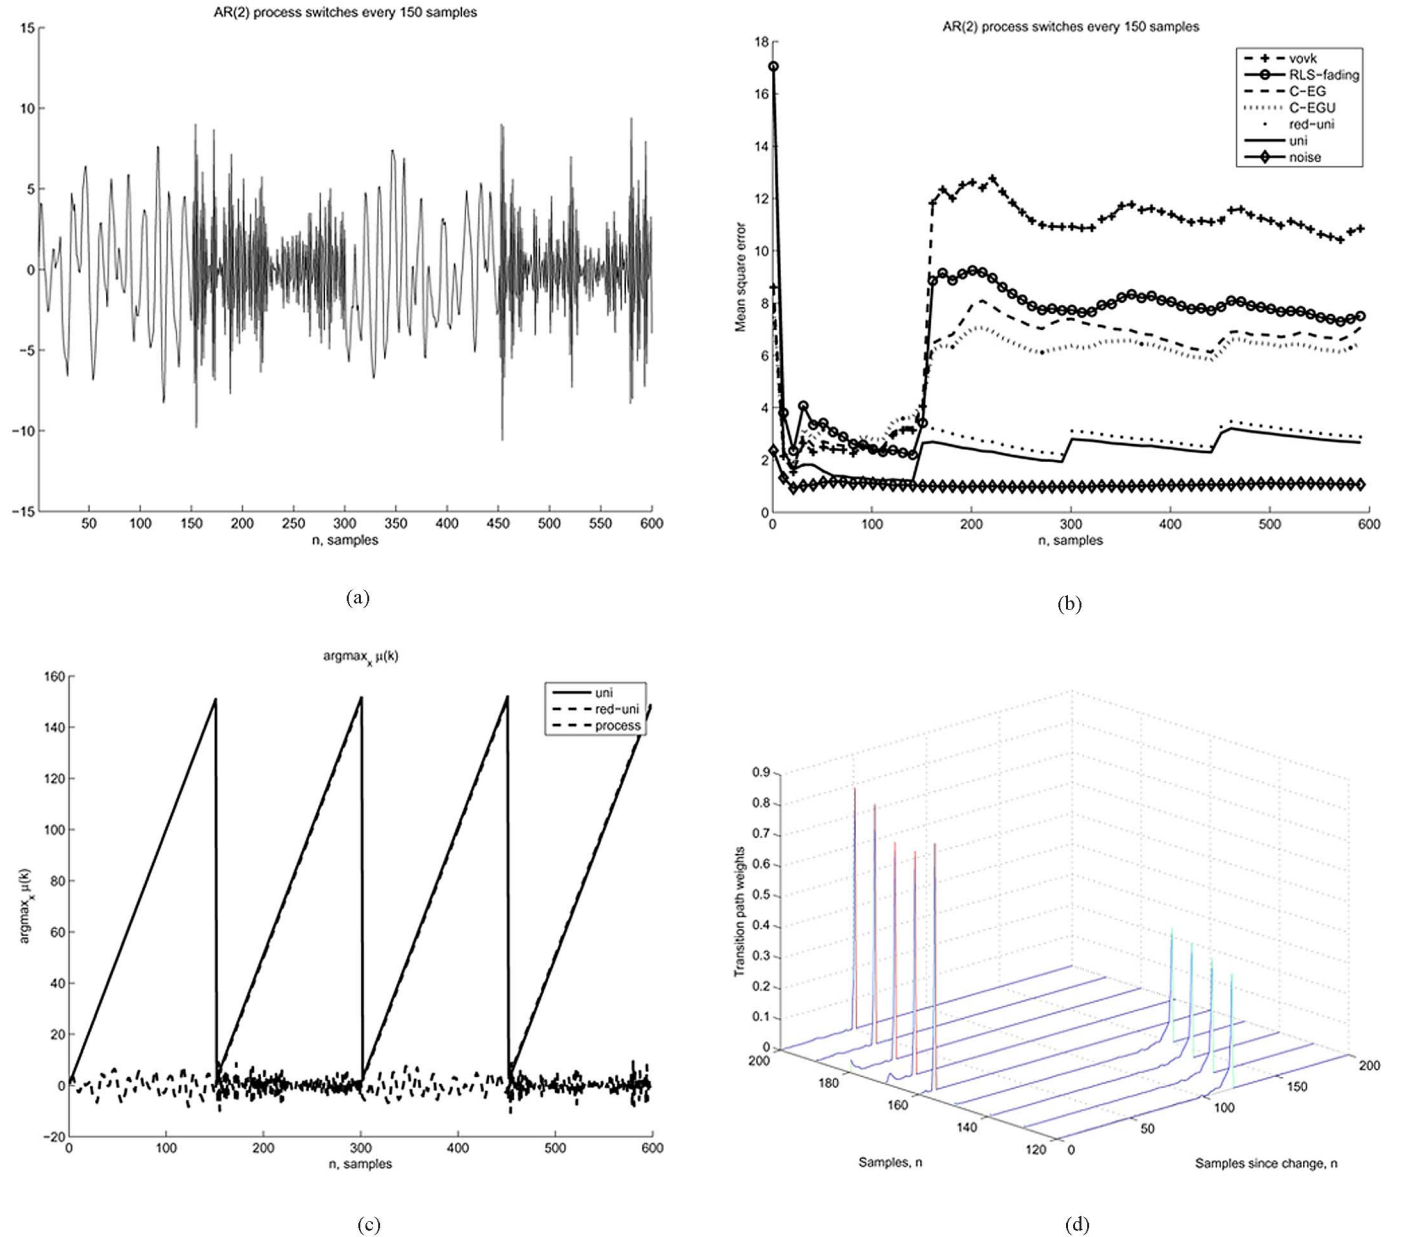 AR(2) process switches every 150 samples
15
10
5
0
−5
−10
−15
50 100 150 200 250 300 350 400 450 500 550 600
n, samples
(a)
AR(2) process switches every 150 samples
18
16
14
12
10
8
6
4
2
0
Mean square error
vovk
RLS−fading
C−EG
C−EGU
red−uni
uni
noise
0 100 200 300 400 500 600
n, samples
(b)
argmaxₓ μ(k)
160
140
120
100
80
60
40
20
0
−20
argmaxₓ μ(k)
uni
red−uni
process
0 100 200 300 400 500 600
n, samples
(c)
0.9
0.8
0.7
0.6
0.5
0.4
0.3
0.2
0.1
0
Transition path weights
200
180
160
140
120
0
50
100
150
200
Samples, n
Samples since change, n
(d)